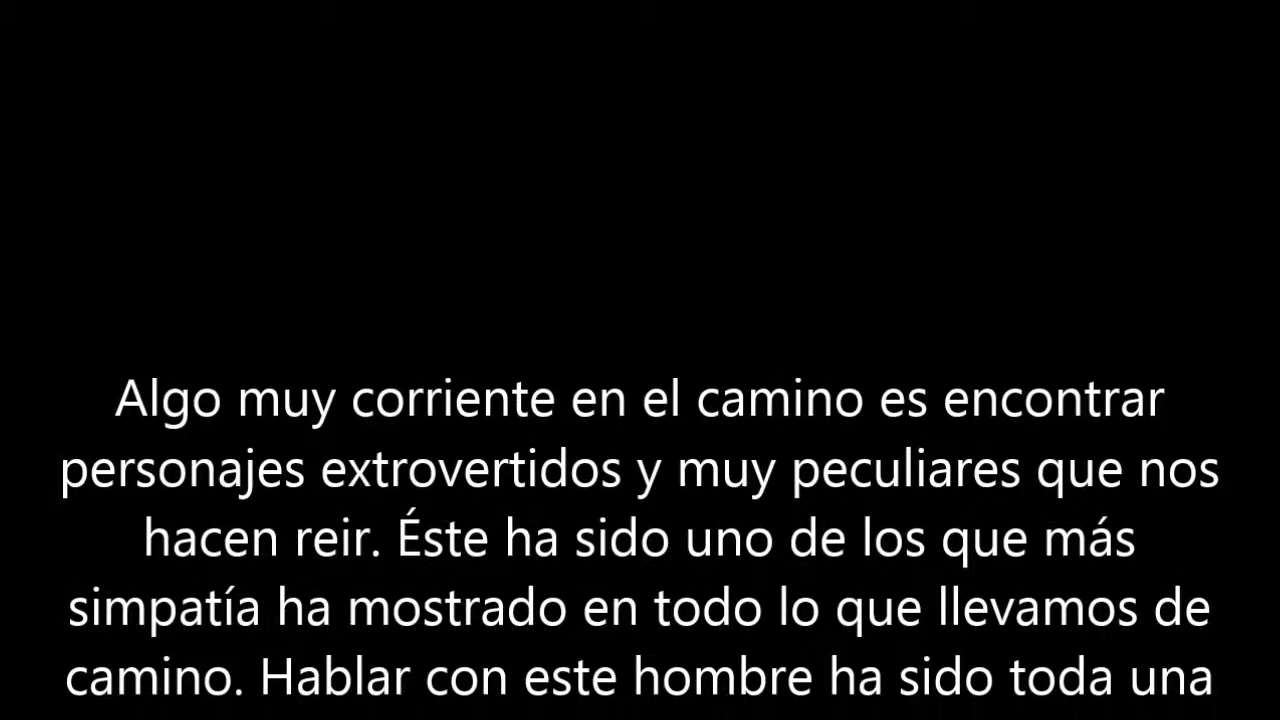 Algo muy corriente en el camino es encontrar
personajes extrovertidos y muy peculiares que nos
hacen reir. Éste ha sido uno de los que más
simpatía ha mostrado en todo lo que llevamos de
camino. Hablar con este hombre ha sido toda una